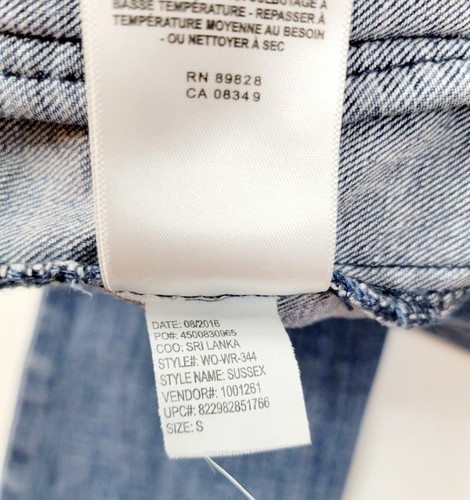 BASSE TEMPÉRATURE - REPASSER À
TEMPÉRATURE MOYENNE AU BESOIN
- OU NETTOYER À SEC
RN 89828
CA 08349
DATE: 08/2016
PO#: 4500830965
COO: SRI LANKA
STYLE#: WO-WR-344
STYLE NAME: SUSSEX
VENDOR#: 1001261
UPC#: 822982851766
SIZE: S